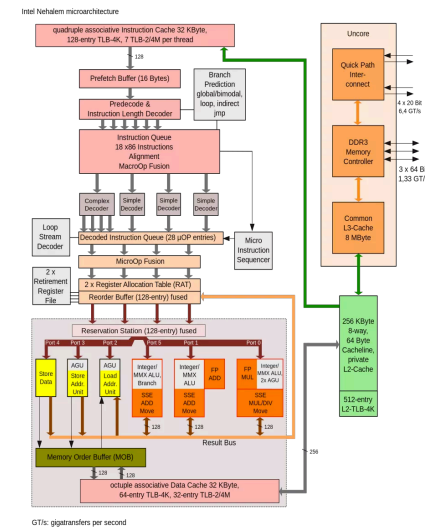 Intel Nehalem microarchitecture
quadruple associative Instruction Cache 32 KByte,
128-entry TLB-4K, 7 TLB-2/4M per thread
128
Prefetch Buffer (16 Bytes)
Predecode &
Instruction Length Decoder
Branch
Prediction
global/bimodal,
loop, indirect
jmp
Instruction Queue
18 x86 Instructions
Alignment
MacroOp Fusion
Complex
Decoder
Simple
Decoder
Simple
Decoder
Simple
Decoder
Loop
Stream
Decoder
Decoded Instruction Queue (28 µOP entries)
Micro
Instruction
Sequencer
MicroOp Fusion
2 x
Retirement
Register
File
2 x Register Allocation Table (RAT)
Reorder Buffer (128-entry) fused
Reservation Station (128-entry) fused
Port 4
Port 3
Port 2
Port 5
Port 1
Port 0
Store
Data
AGU
Store
Addr.
Unit
AGU
Load
Addr.
Unit
Integer/
MMX ALU,
Branch
SSE
ADD
Move
Integer/
MMX ALU
SSE
ADD
Move
FP
ADD
FP
MUL
Integer/
MMX ALU,
2x AGU
SSE
MUL/DIV
Move
128
128
128
Result Bus
Memory Order Buffer (MOB)
128
128
128
octuple associative Data Cache 32 KByte,
64-entry TLB-4K, 32-entry TLB-2/4M
256
Uncore
Quick Path
Inter-
connect
4 x 20 Bit
6,4 GT/s
DDR3
Memory
Controller
3 x 64 Bi
1,33 GT/
Common
L3-Cache
8 MByte
256 KByte
8-way,
64 Byte
Cacheline,
private
L2-Cache
512-entry
L2-TLB-4K
GT/s: gigatransfers per second